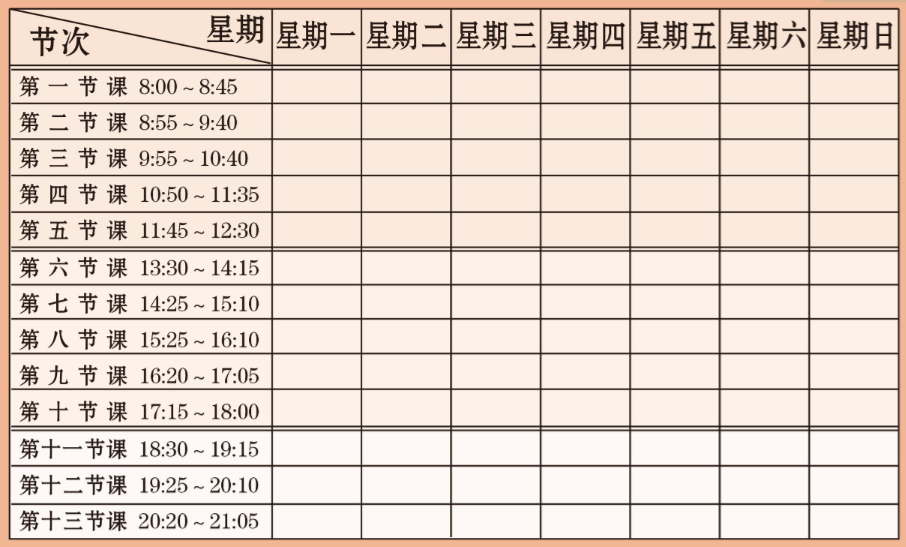 节次 星期 星期一 星期二 星期三 星期四 星期五 星期六 星期日
第一节课 8:00 ~ 8:45
第二节课 8:55 ~ 9:40
第三节课 9:55 ~ 10:40
第四节课 10:50 ~ 11:35
第五节课 11:45 ~ 12:30
第六节课 13:30 ~ 14:15
第七节课 14:25 ~ 15:10
第八节课 15:25 ~ 16:10
第九节课 16:20 ~ 17:05
第十节课 17:15 ~ 18:00
第十一节课 18:30 ~ 19:15
第十二节课 19:25 ~ 20:10
第十三节课 20:20 ~ 21:05